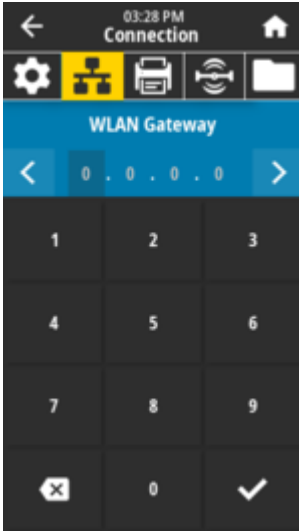 03:28 PM
Connection
WLAN Gateway
0 . 0 . 0 . 0
1 2 3
4 5 6
7 8 9
0